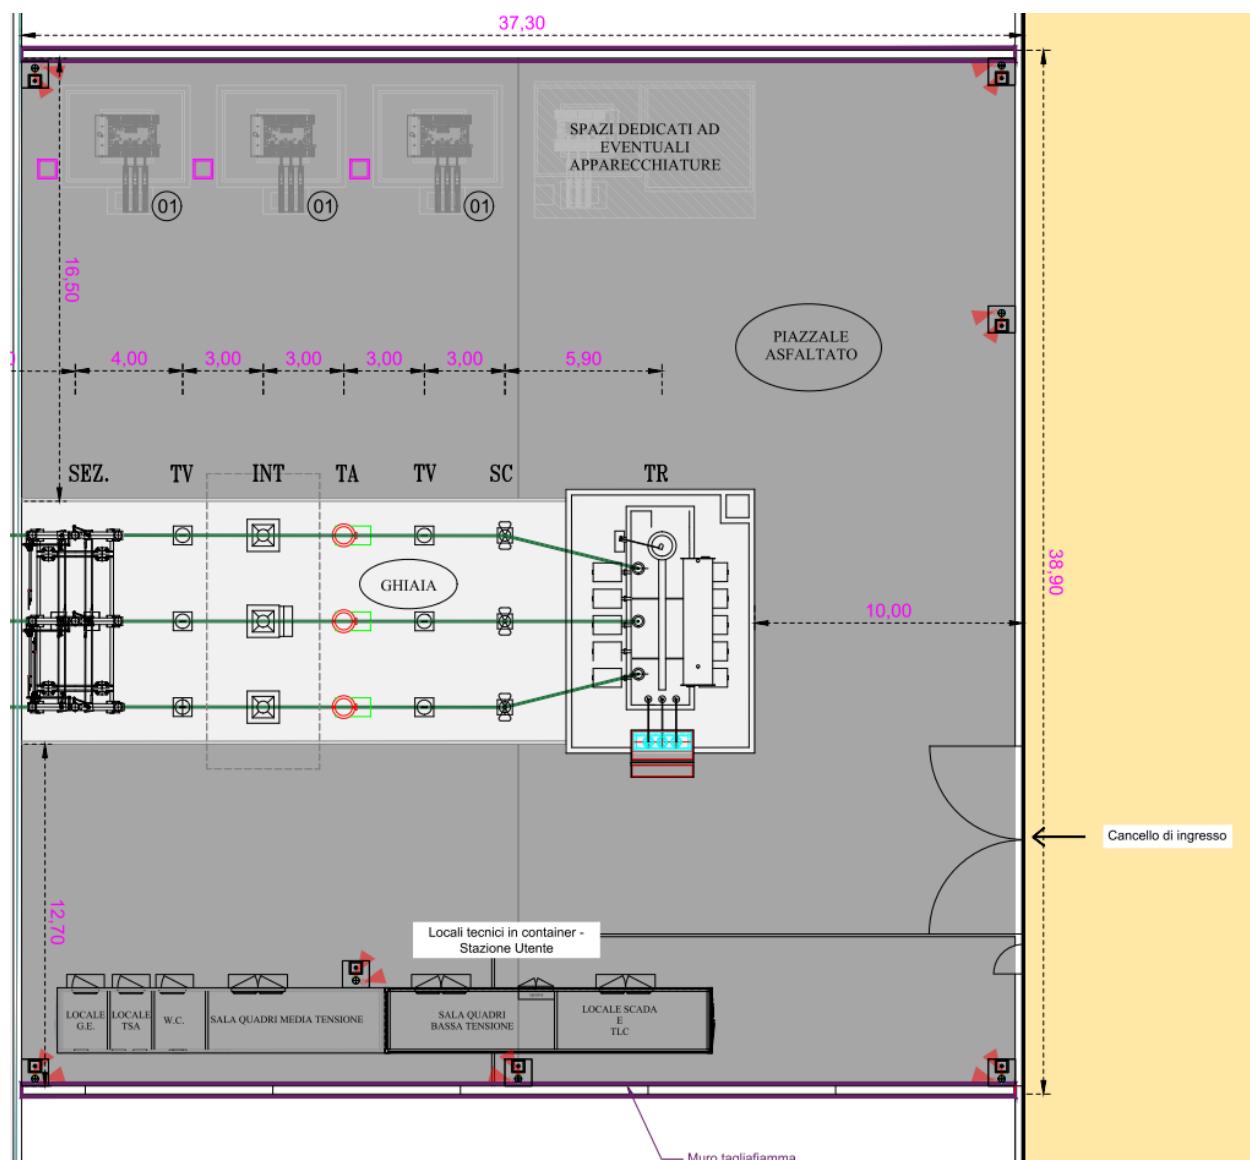 37,30
SPAZI DEDICATI AD
EVENTUALI
APPARECCHIATURE
01
01
01
16,50
PIAZZALE
ASFALTATO
4,00
3,00
3,00
3,00
3,00
5,90
SEZ.
TV
INT
TA
TV
SC
TR
GHIAIA
38,90
10,00
Cancello di ingresso
12,70
Locali tecnici in container -
Stazione Utente
LOCALE
G.E.
LOCALE
TSA
W.C.
SALA QUADRI MEDIA TENSIONE
SALA QUADRI
BASSA TENSIONE
LOCALE SCADA
E
TLC
Muro tagliafiamma